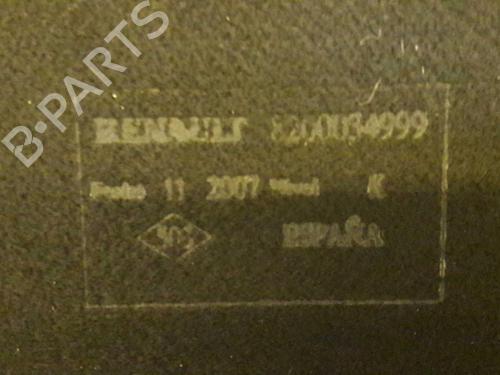 RENAULT 8200034999
Fecha 11 2007 Nivel K
ESPAÑA
B-PARTS